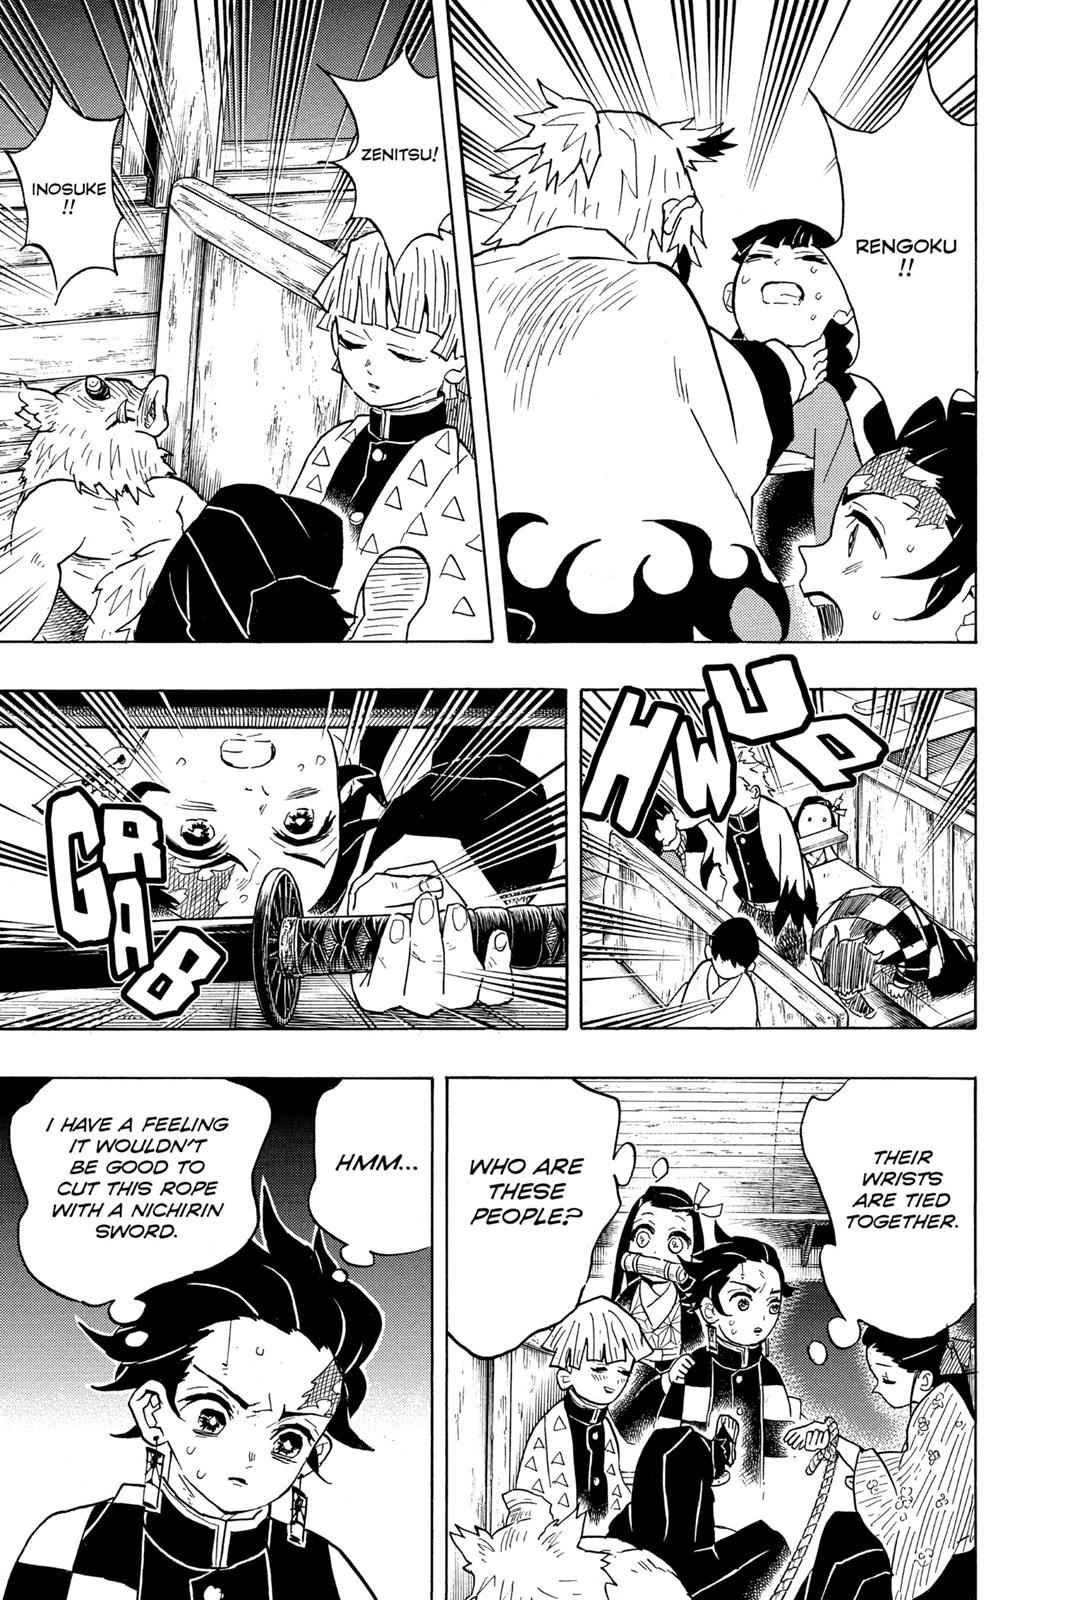 RENGOKU
!!
ZENITSU!
INOSUKE
!!
HWUP
GRAB
THEIR
WRISTS
ARE TIED
TOGETHER.
WHO ARE
THESE
PEOPLE?
HMM...
I HAVE A FEELING
IT WOULDN'T
BE GOOD TO
CUT THIS ROPE
WITH A NICHIRIN
SWORD.